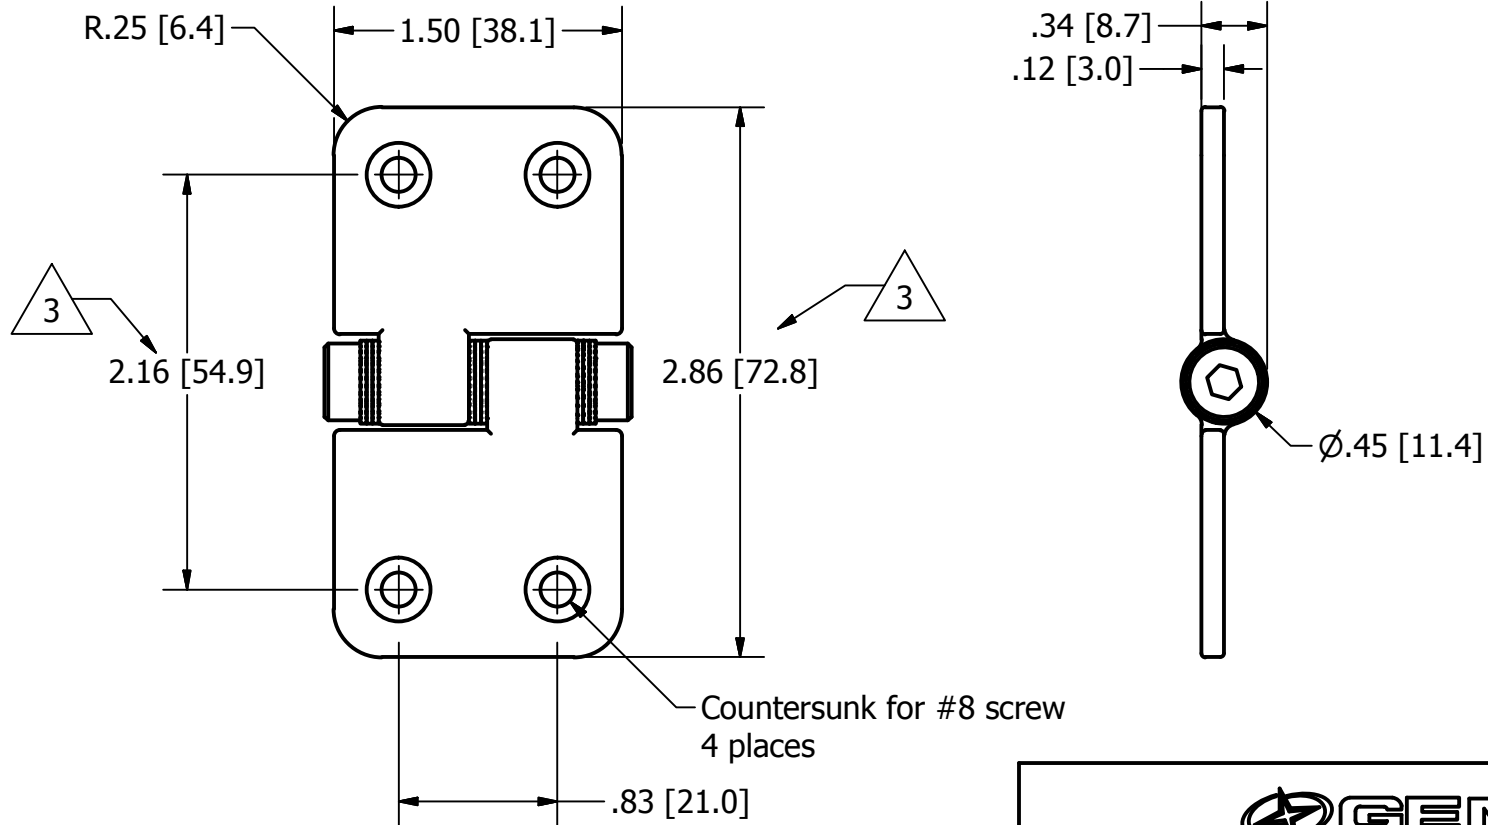 R.25 [6.4]
1.50 [38.1]
.34 [8.7]
.12 [3.0]
3
3
2.16 [54.9]
2.86 [72.8]
Ø.45 [11.4]
Countersunk for #8 screw
4 places
.83 [21.0]